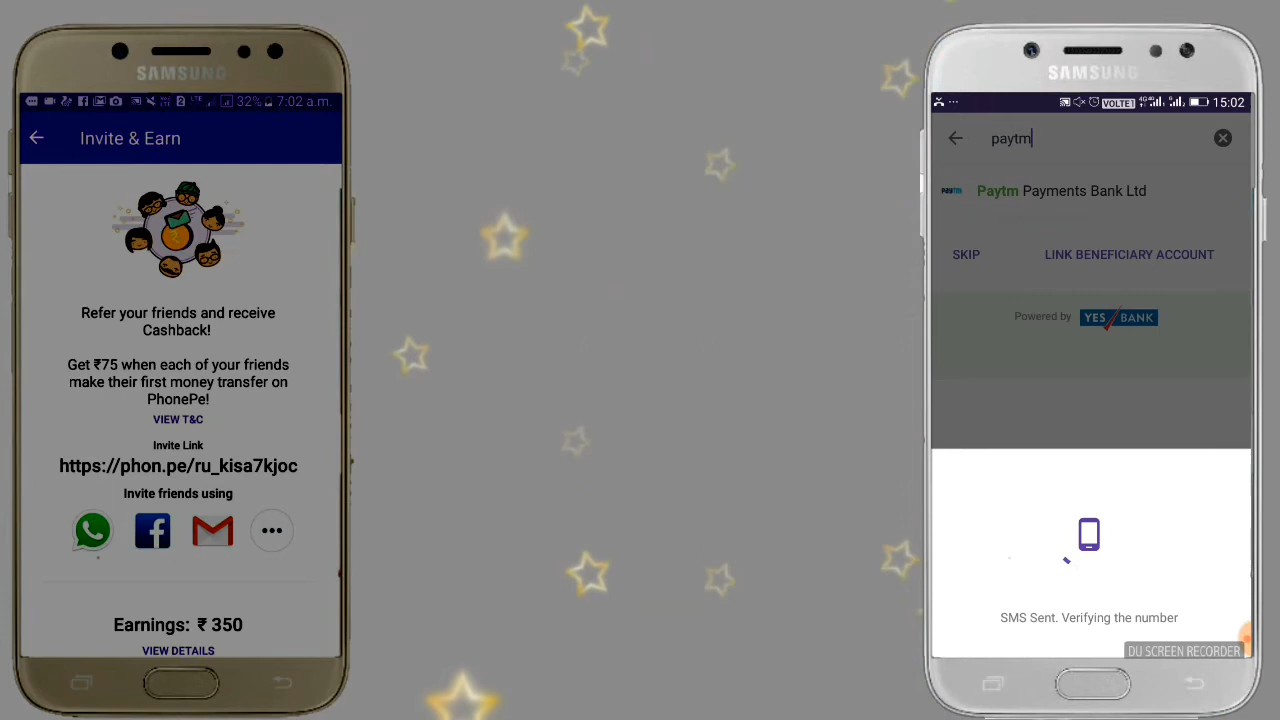 SAMSUNG
LTE 32% 7:02 a.m.
Invite & Earn
Refer your friends and receive
Cashback!
Get ₹75 when each of your friends
make their first money transfer on
PhonePe!
VIEW T&C
Invite Link
https://phon.pe/ru_kisa7kjoc
Invite friends using
Earnings: ₹ 350
VIEW DETAILS
SAMSUNG
VOLTE1 15:02
paytm
Paytm Payments Bank Ltd
SKIP LINK BENEFICIARY ACCOUNT
Powered by YES BANK
SMS Sent. Verifying the number
DU SCREEN RECORDER